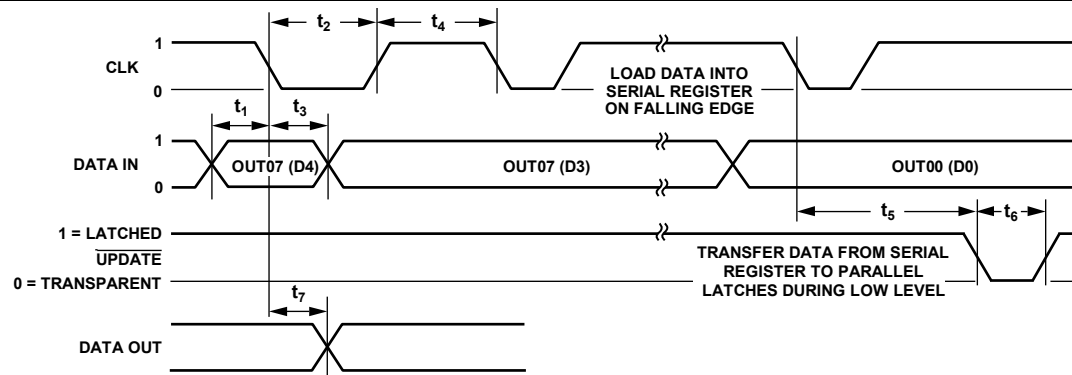 t2
t4
1
CLK
0
LOAD DATA INTO
SERIAL REGISTER
ON FALLING EDGE
t1
t3
1
DATA IN
0
OUT07 (D4)
OUT07 (D3)
OUT00 (D0)
t5
t6
1 = LATCHED
UPDATE
0 = TRANSPARENT
TRANSFER DATA FROM SERIAL
REGISTER TO PARALLEL
LATCHES DURING LOW LEVEL
t7
DATA OUT